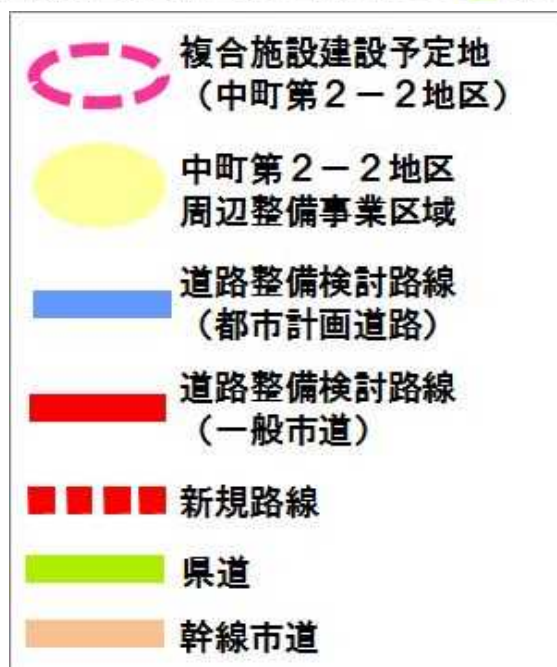 複合施設建設予定地
（中町第２－２地区）
中町第２－２地区
周辺整備事業区域
道路整備検討路線
（都市計画道路）
道路整備検討路線
（一般市道）
新規路線
県道
幹線市道